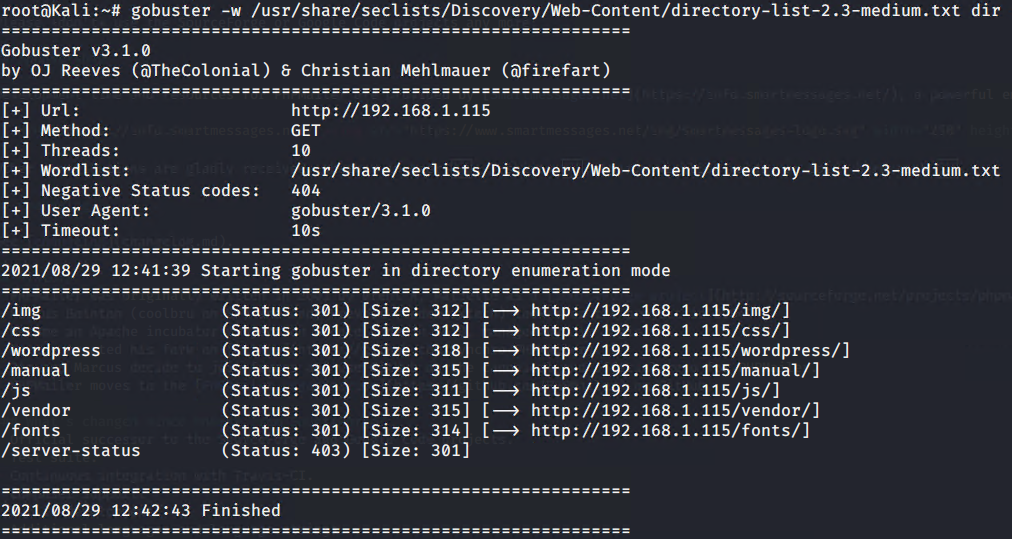 root@Kali:~# gobuster -w /usr/share/seclists/Discovery/Web-Content/directory-list-2.3-medium.txt dir
===============================================================
Gobuster v3.1.0
by OJ Reeves (@TheColonial) & Christian Mehlmauer (@firefart)
===============================================================
[+] Url:                     http://192.168.1.115
[+] Method:                  GET
[+] Threads:                 10
[+] Wordlist:                /usr/share/seclists/Discovery/Web-Content/directory-list-2.3-medium.txt
[+] Negative Status codes:   404
[+] User Agent:              gobuster/3.1.0
[+] Timeout:                 10s
===============================================================
2021/08/29 12:41:39 Starting gobuster in directory enumeration mode
===============================================================
/img                  (Status: 301) [Size: 312] [--> http://192.168.1.115/img/]
/css                  (Status: 301) [Size: 312] [--> http://192.168.1.115/css/]
/wordpress            (Status: 301) [Size: 318] [--> http://192.168.1.115/wordpress/]
/manual               (Status: 301) [Size: 315] [--> http://192.168.1.115/manual/]
/js                   (Status: 301) [Size: 311] [--> http://192.168.1.115/js/]
/vendor               (Status: 301) [Size: 315] [--> http://192.168.1.115/vendor/]
/fonts                (Status: 301) [Size: 314] [--> http://192.168.1.115/fonts/]
/server-status        (Status: 403) [Size: 301]
===============================================================
2021/08/29 12:42:43 Finished
===============================================================